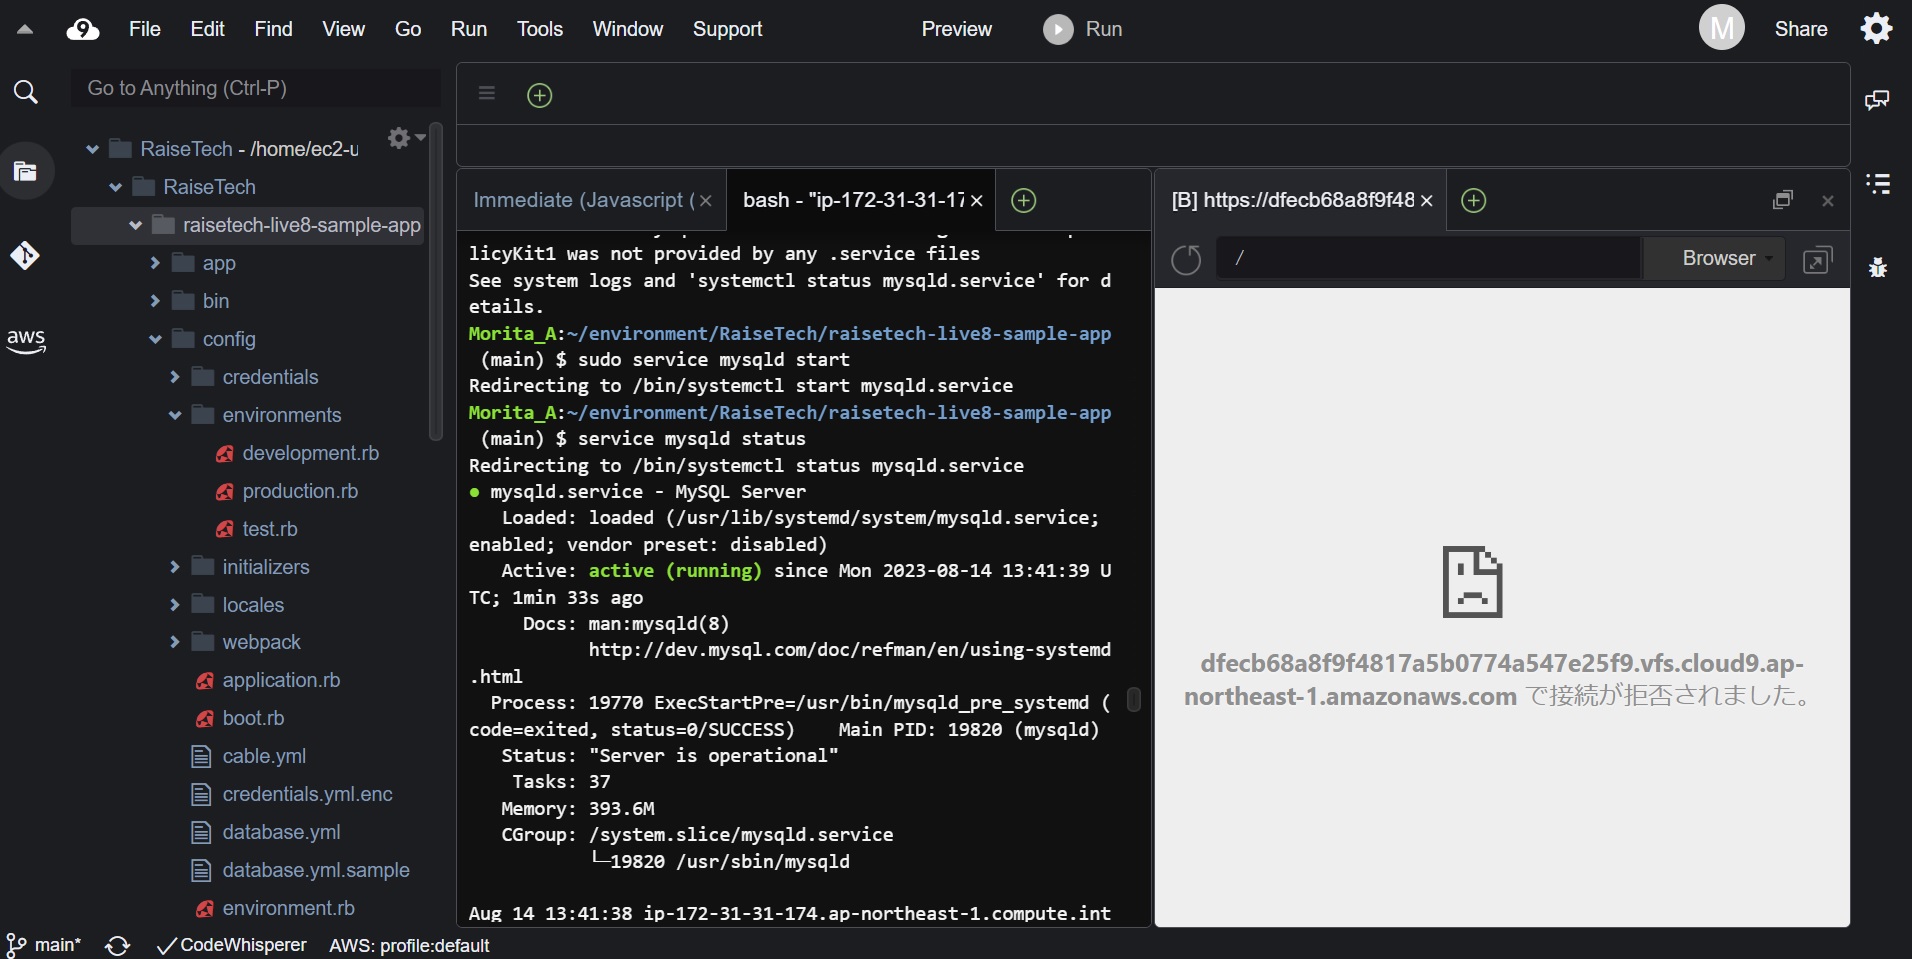 File Edit Find View Go Run Tools Window Support Preview Run M Share
9
Go to Anything (Ctrl-P)
aws
RaiseTech - /home/ec2-u
RaiseTech
raisetech-live8-sample-app
app
bin
config
credentials
environments
development.rb
production.rb
test.rb
initializers
locales
webpack
application.rb
boot.rb
cable.yml
credentials.yml.enc
database.yml
database.yml.sample
environment.rb
Immediate (Javascript (
bash - "ip-172-31-31-17
licyKit1 was not provided by any .service files
See system logs and 'systemctl status mysqld.service' for d
etails.
Morita_A:~/environment/RaiseTech/raisetech-live8-sample-app
(main) $ sudo service mysqld start
Redirecting to /bin/systemctl start mysqld.service
Morita_A:~/environment/RaiseTech/raisetech-live8-sample-app
(main) $ service mysqld status
Redirecting to /bin/systemctl status mysqld.service
● mysqld.service - MySQL Server
Loaded: loaded (/usr/lib/systemd/system/mysqld.service;
enabled; vendor preset: disabled)
Active: active (running) since Mon 2023-08-14 13:41:39 U
TC; 1min 33s ago
Docs: man:mysqld(8)
http://dev.mysql.com/doc/refman/en/using-systemd
.html
Process: 19770 ExecStartPre=/usr/bin/mysqld_pre_systemd (
code=exited, status=0/SUCCESS) Main PID: 19820 (mysqld)
Status: "Server is operational"
Tasks: 37
Memory: 393.6M
CGroup: /system.slice/mysqld.service
└─19820 /usr/sbin/mysqld
Aug 14 13:41:38 ip-172-31-31-174.ap-northeast-1.compute.int
[B] https://dfecb68a8f9f48
/
Browser
dfecb68a8f9f4817a5b0774a547e25f9.vfs.cloud9.ap-
northeast-1.amazonaws.com で接続が拒否されました。
main* CodeWhisperer AWS: profile:default